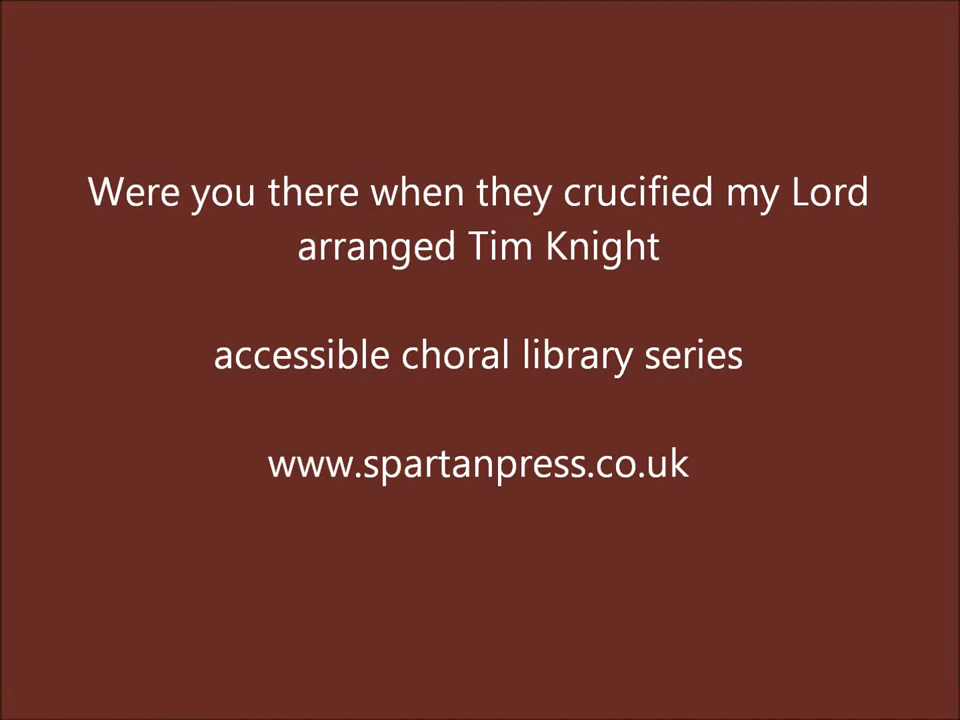 Were you there when they crucified my Lord
arranged Tim Knight
accessible choral library series
www.spartanpress.co.uk